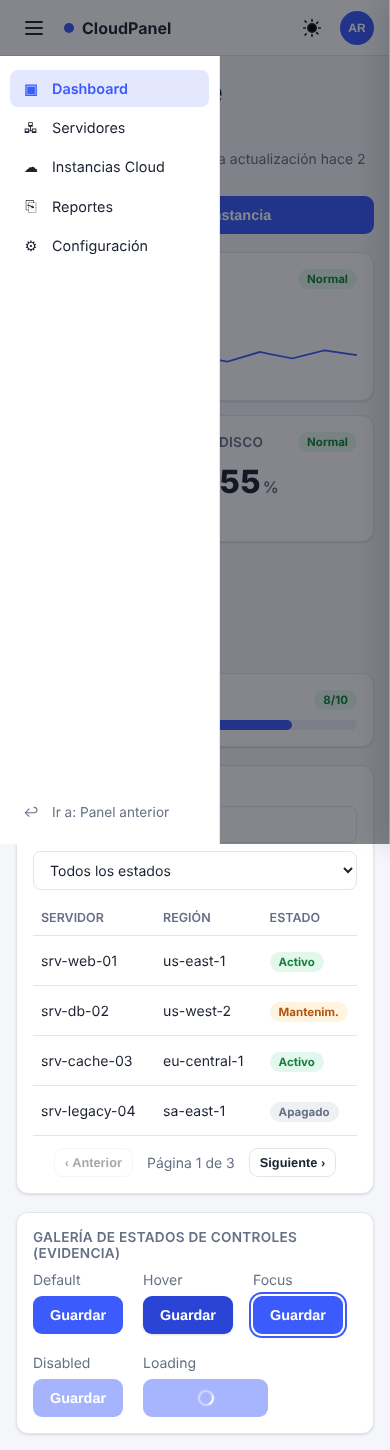 CloudPanel
AR
Dashboard
Servidores
Instancias Cloud
Reportes
Configuración
a actualización hace 2
nstancia
Normal
DISCO
Normal
55 %
8/10
Ir a: Panel anterior
Todos los estados
SERVIDOR REGIÓN ESTADO
srv-web-01 us-east-1 Activo
srv-db-02 us-west-2 Mantenim.
srv-cache-03 eu-central-1 Activo
srv-legacy-04 sa-east-1 Apagado
‹ Anterior Página 1 de 3 Siguiente ›
GALERÍA DE ESTADOS DE CONTROLES
(EVIDENCIA)
Default Hover Focus
Guardar Guardar Guardar
Disabled Loading
Guardar